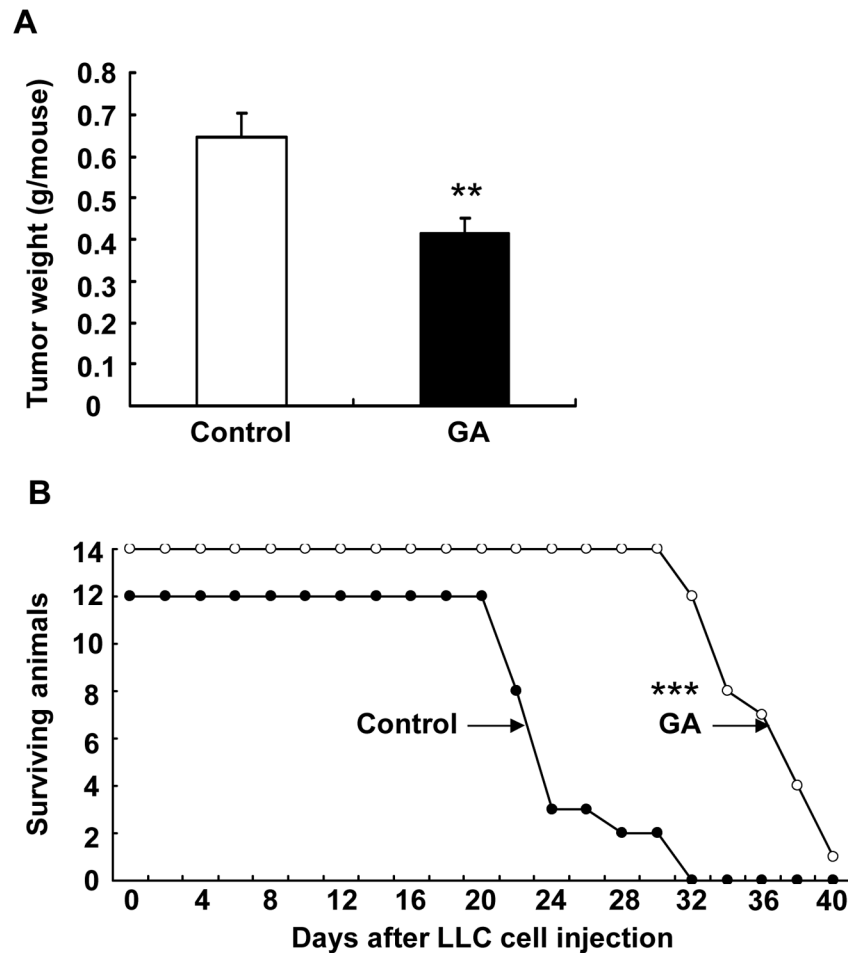 A
Tumor weight (g/mouse)
0.8
0.7
0.6
0.5
0.4
0.3
0.2
0.1
0
**
Control
GA
B
Surviving animals
14
12
10
8
6
4
2
0
Control
***
GA
0 4 8 12 16 20 24 28 32 36 40
Days after LLC cell injection